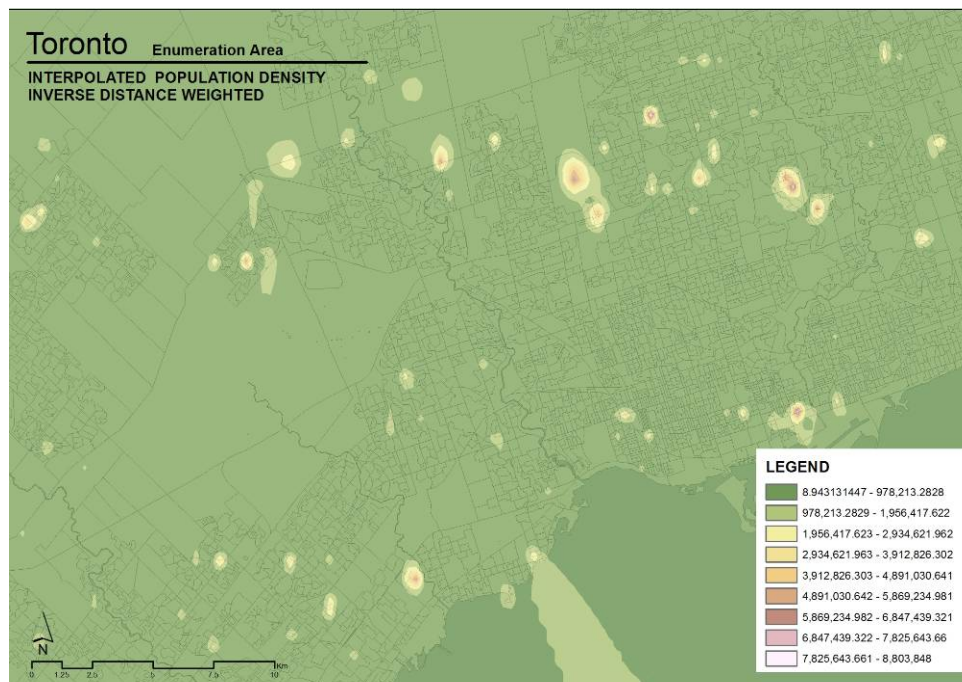 Toronto Enumeration Area
INTERPOLATED POPULATION DENSITY
INVERSE DISTANCE WEIGHTED
LEGEND
8.943131447 - 978,213.2828
978,213.2829 - 1,956,417.622
1,956,417.623 - 2,934,621.962
2,934,621.963 - 3,912,826.302
3,912,826.303 - 4,891,030.641
4,891,030.642 - 5,869,234.981
5,869,234.982 - 6,847,439.321
6,847,439.322 - 7,825,643.66
7,825,643.661 - 8,803,848
N
Km
0 1.25 2.5 5 7.5 10